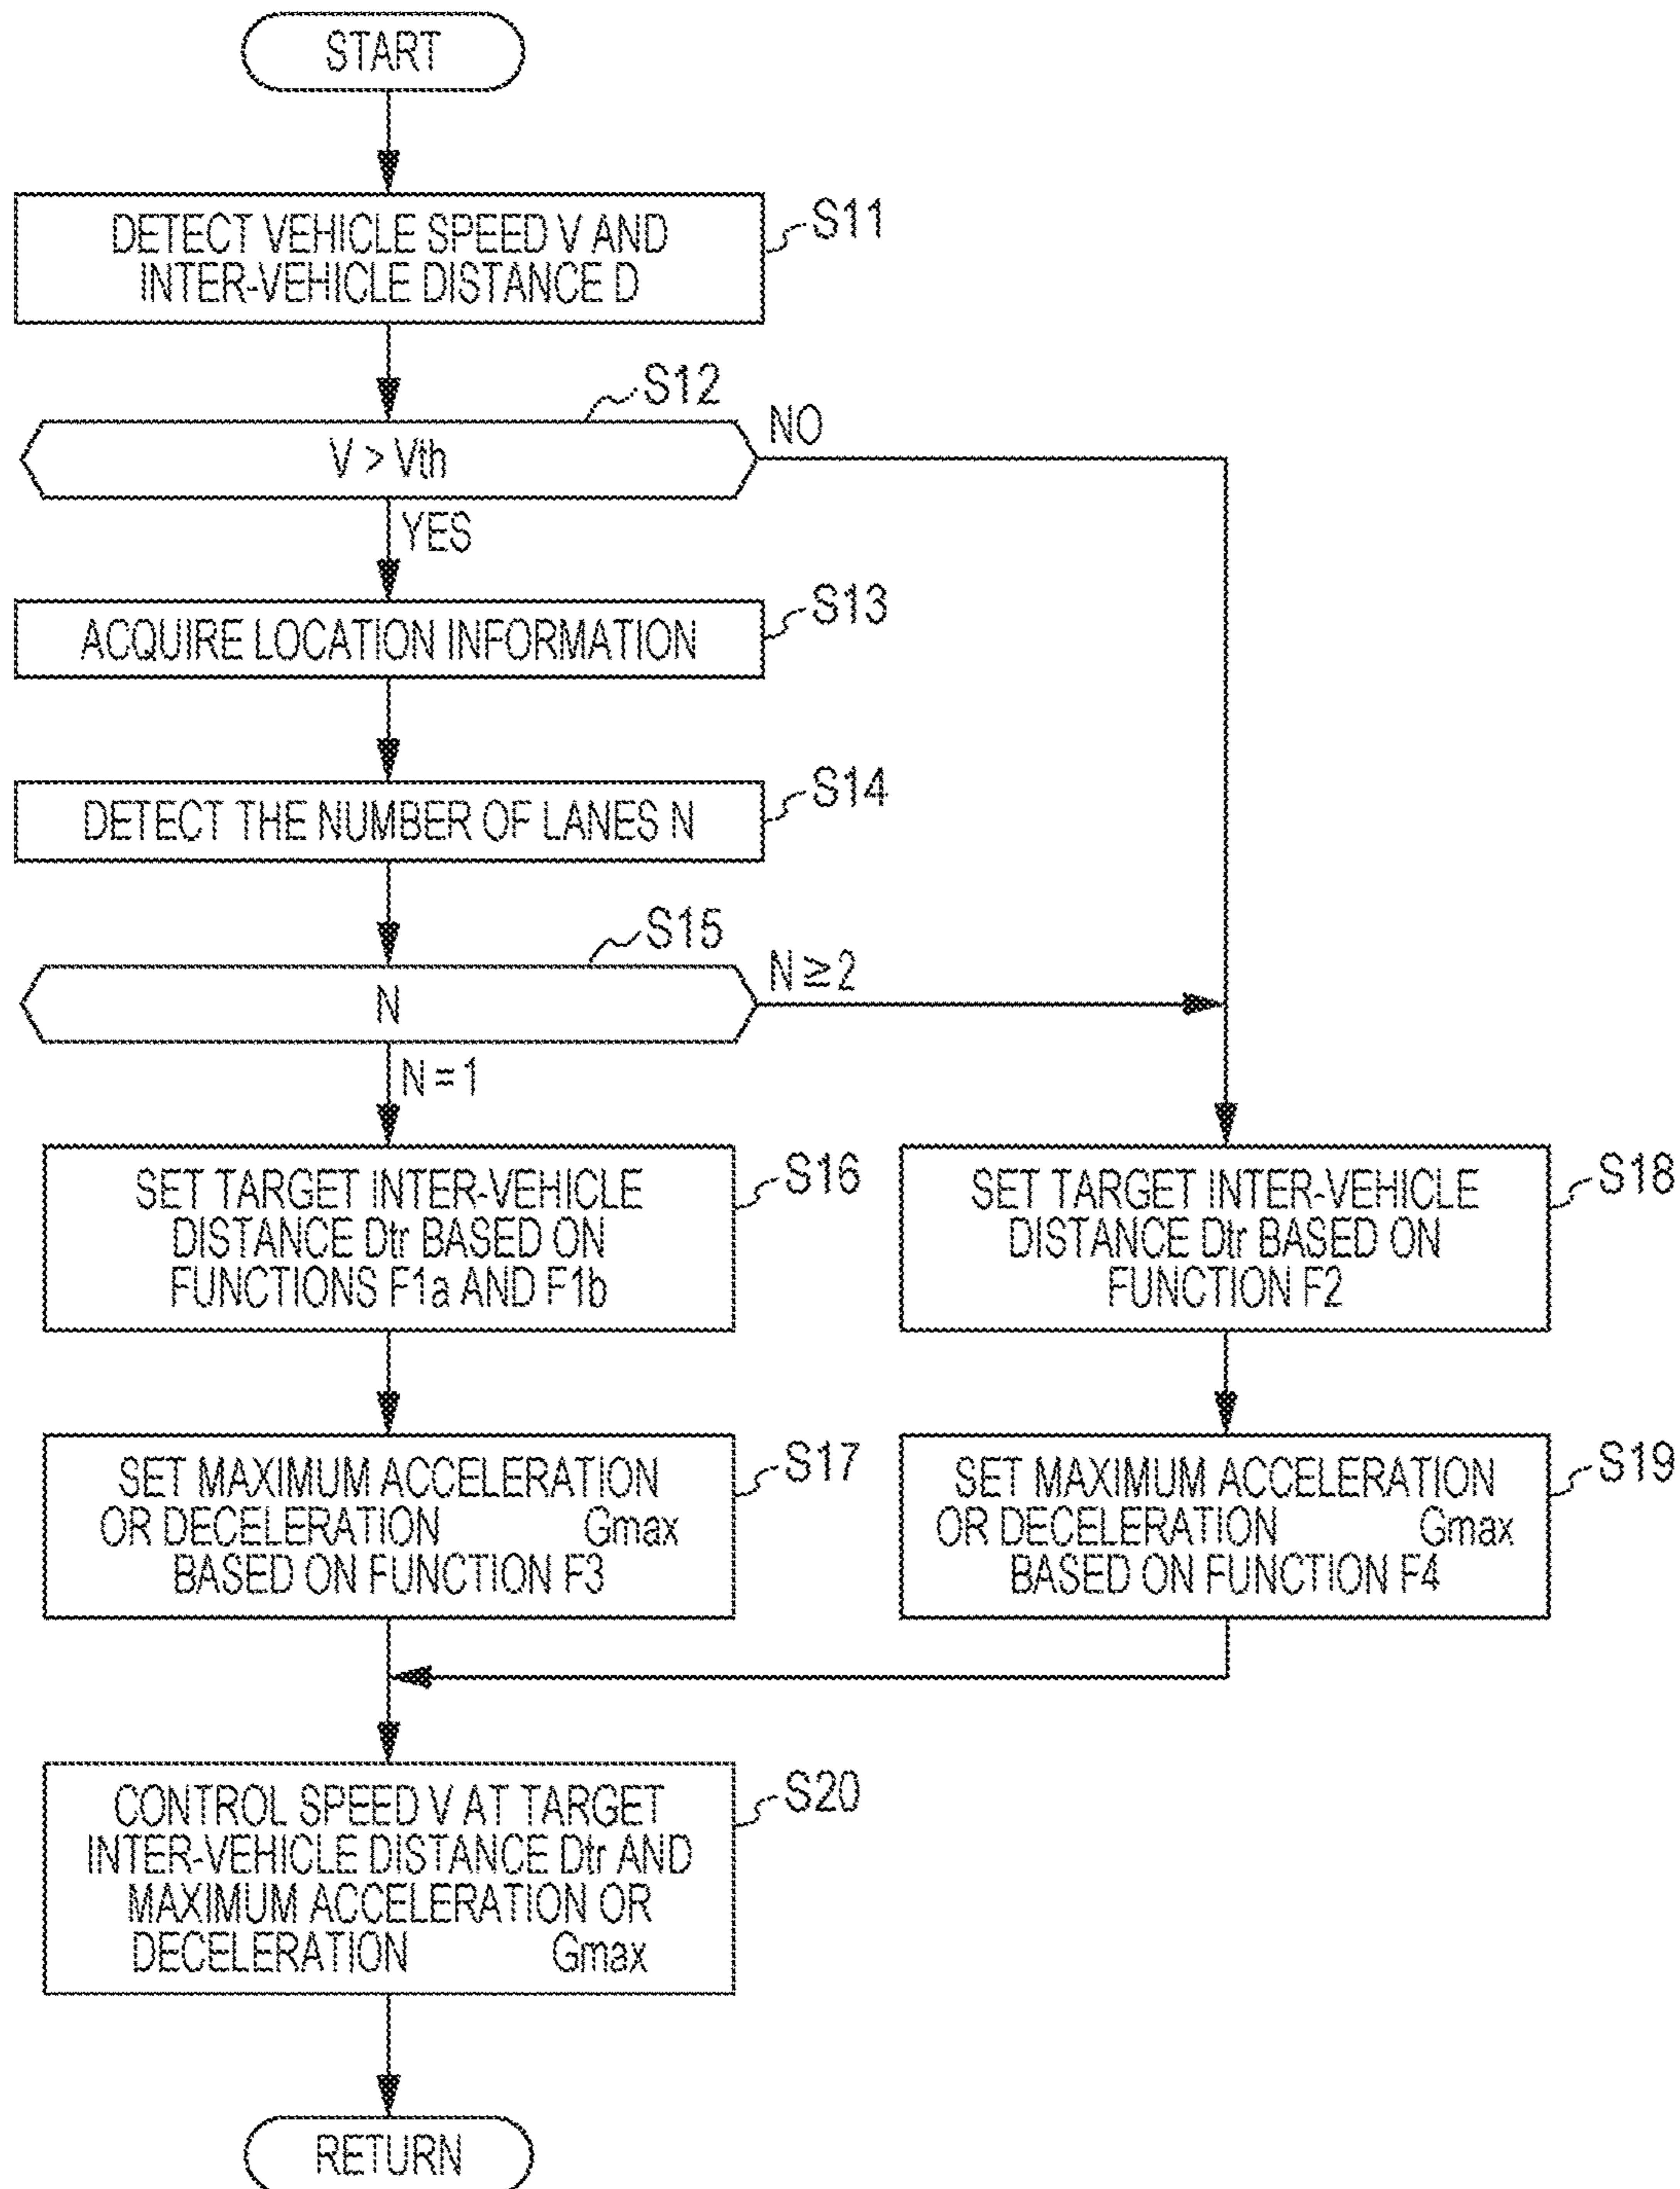 START
DETECT VEHICLE SPEED V AND
INTER-VEHICLE DISTANCE D
S11
S12
V > Vth
NO
YES
ACQUIRE LOCATION INFORMATION
S13
DETECT THE NUMBER OF LANES N
S14
S15
N
N ≧ 2
N = 1
SET TARGET INTER-VEHICLE
DISTANCE Dtr BASED ON
FUNCTIONS F1a AND F1b
S16
SET TARGET INTER-VEHICLE
DISTANCE Dtr BASED ON
FUNCTION F2
S18
SET MAXIMUM ACCELERATION
OR DECELERATION Gmax
BASED ON FUNCTION F3
S17
SET MAXIMUM ACCELERATION
OR DECELERATION Gmax
BASED ON FUNCTION F4
S19
CONTROL SPEED V AT TARGET
INTER-VEHICLE DISTANCE Dtr AND
MAXIMUM ACCELERATION OR
DECELERATION Gmax
S20
RETURN